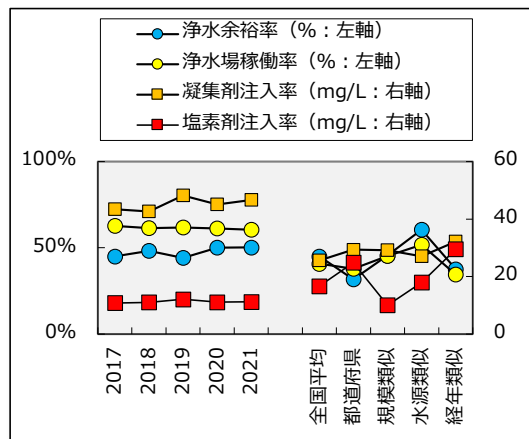 浄水余裕率（%：左軸）
浄水場稼働率（%：左軸）
凝集剤注入率（mg/L：右軸）
塩素剤注入率（mg/L：右軸）
100%
50%
0%
60
40
20
0
2017
2018
2019
2020
2021
全国平均
都道府県
規模類似
水源類似
経年類似